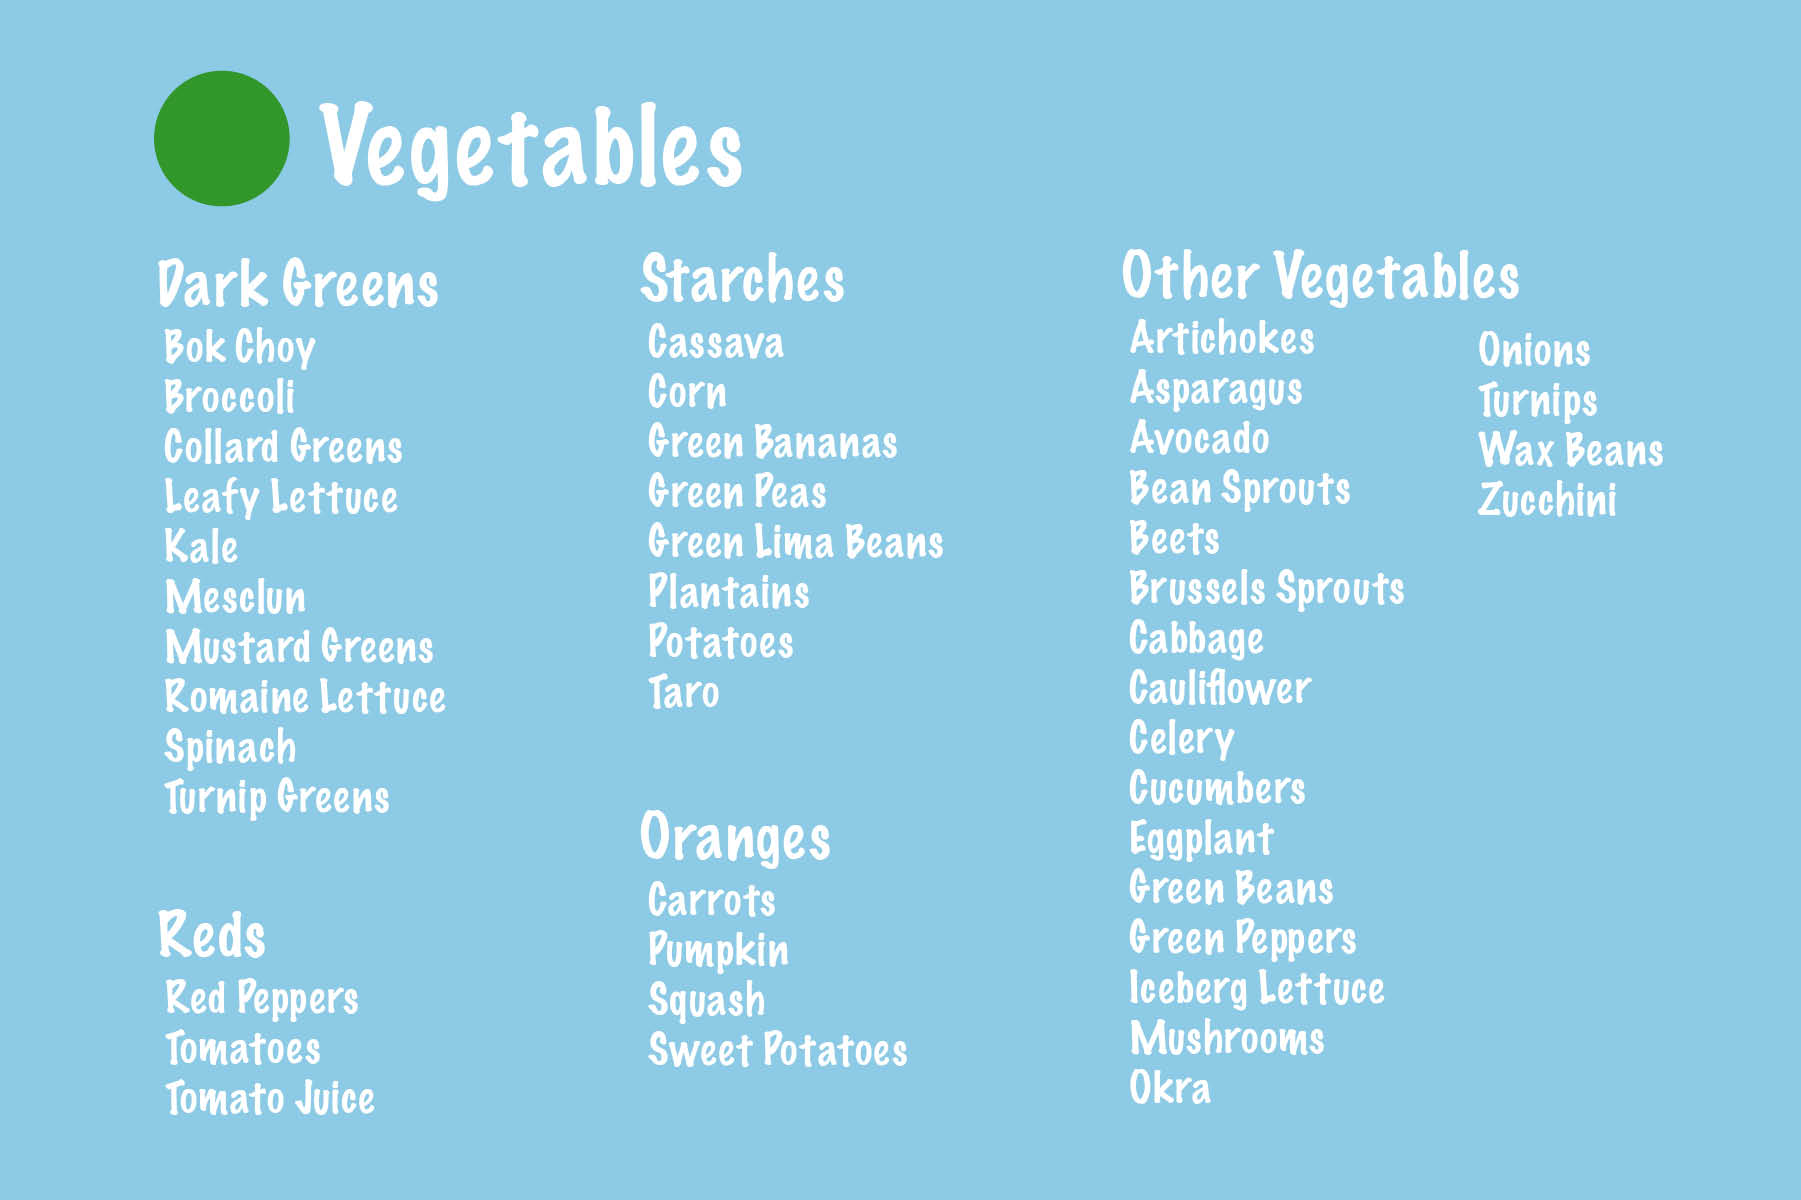 Vegetables
Dark Greens
Bok Choy
Broccoli
Collard Greens
Leafy Lettuce
Kale
Mesclun
Mustard Greens
Romaine Lettuce
Spinach
Turnip Greens
Reds
Red Peppers
Tomatoes
Tomato Juice
Starches
Cassava
Corn
Green Bananas
Green Peas
Green Lima Beans
Plantains
Potatoes
Taro
Oranges
Carrots
Pumpkin
Squash
Sweet Potatoes
Other Vegetables
Artichokes
Asparagus
Avocado
Bean Sprouts
Beets
Brussels Sprouts
Cabbage
Cauliflower
Celery
Cucumbers
Eggplant
Green Beans
Green Peppers
Iceberg Lettuce
Mushrooms
Okra
Onions
Turnips
Wax Beans
Zucchini